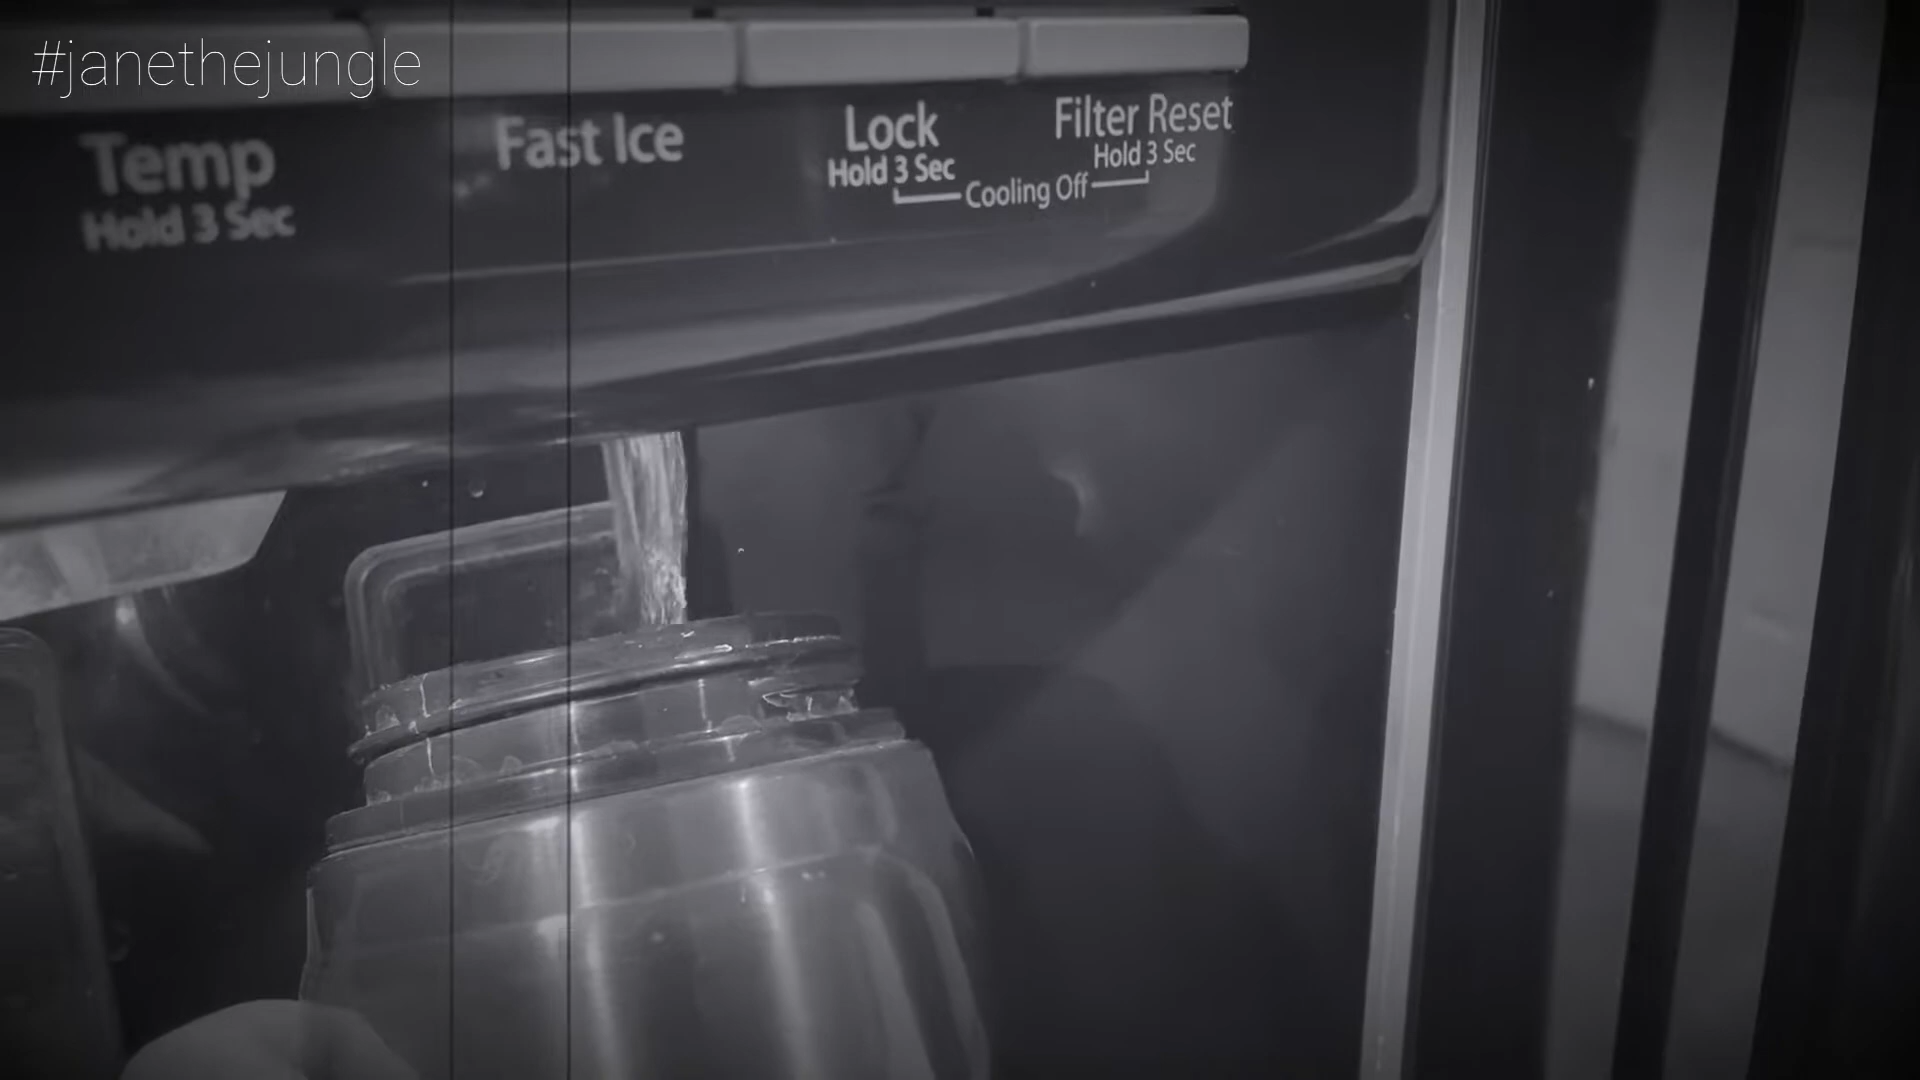 #janethejungle
Temp
Hold 3 Sec
Fast Ice
Lock
Hold 3 Sec
Filter Reset
Hold 3 Sec
Cooling Off